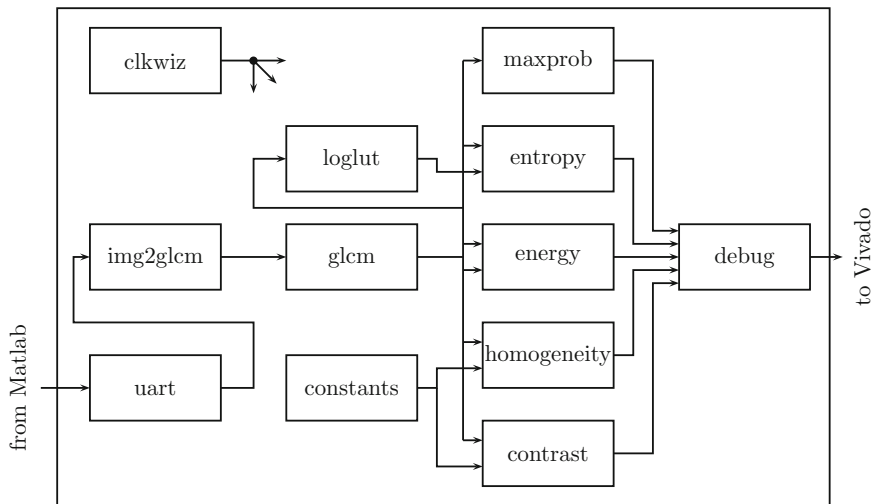 clkwiz
maxprob
loglut
entropy
img2glcm
glcm
energy
debug
to Vivado
from Matlab
uart
constants
homogeneity
contrast